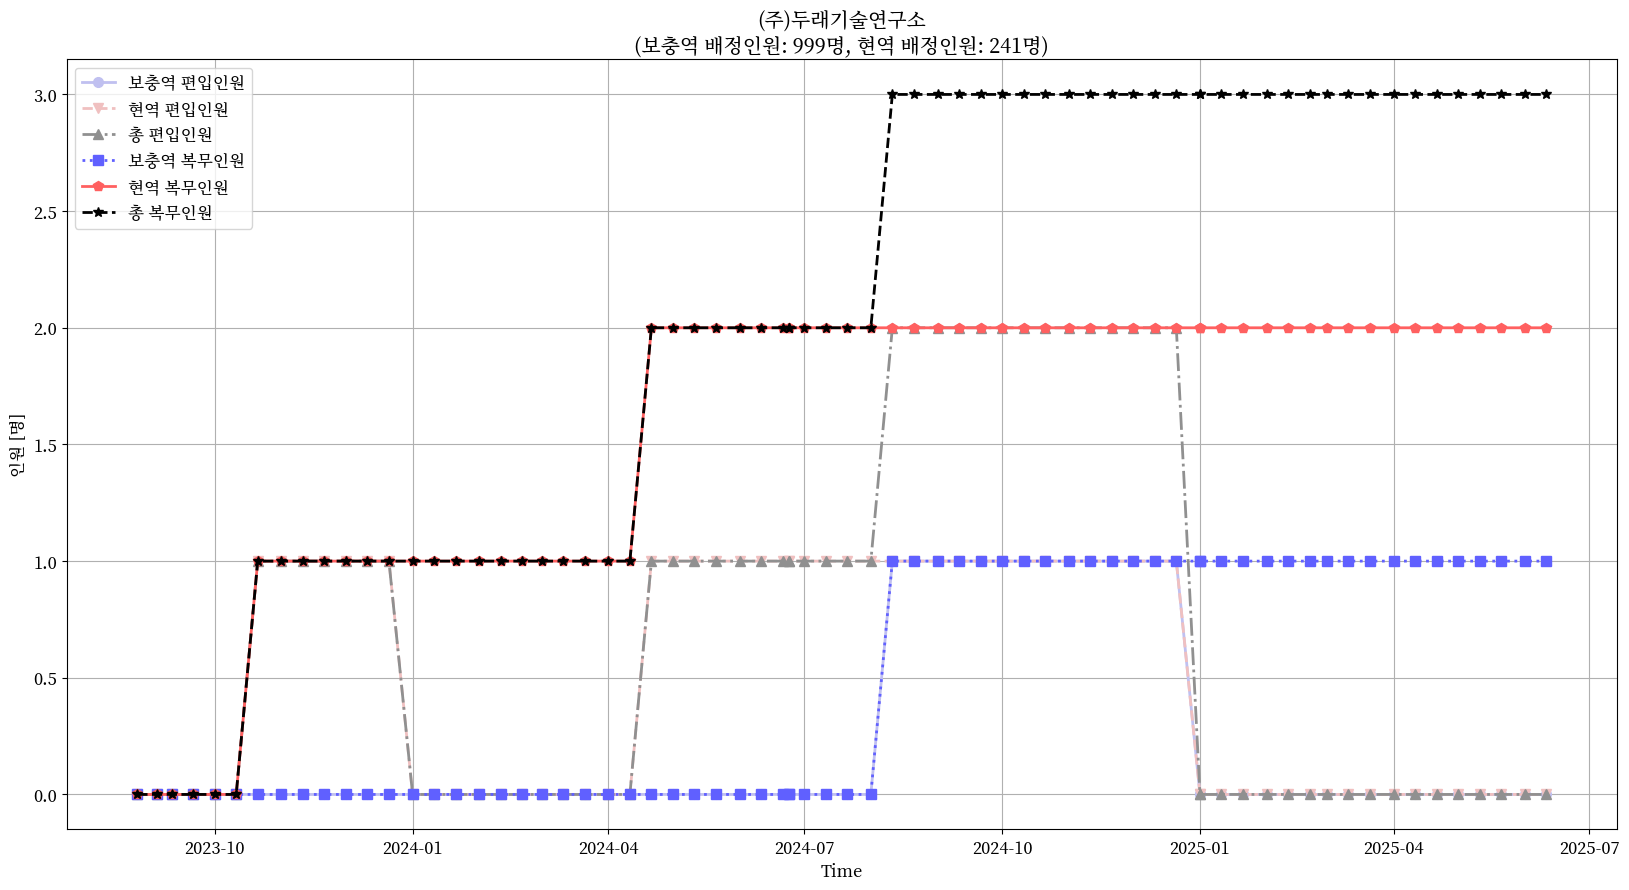 (주)두래기술연구소
(보충역 배정인원: 999명, 현역 배정인원: 241명)
보충역 편입인원
현역 편입인원
총 편입인원
보충역 복무인원
현역 복무인원
총 복무인원
3.0
2.5
2.0
1.5
1.0
0.5
0.0
인원 [명]
2023-10
2024-01
2024-04
2024-07
2024-10
2025-01
2025-04
2025-07
Time